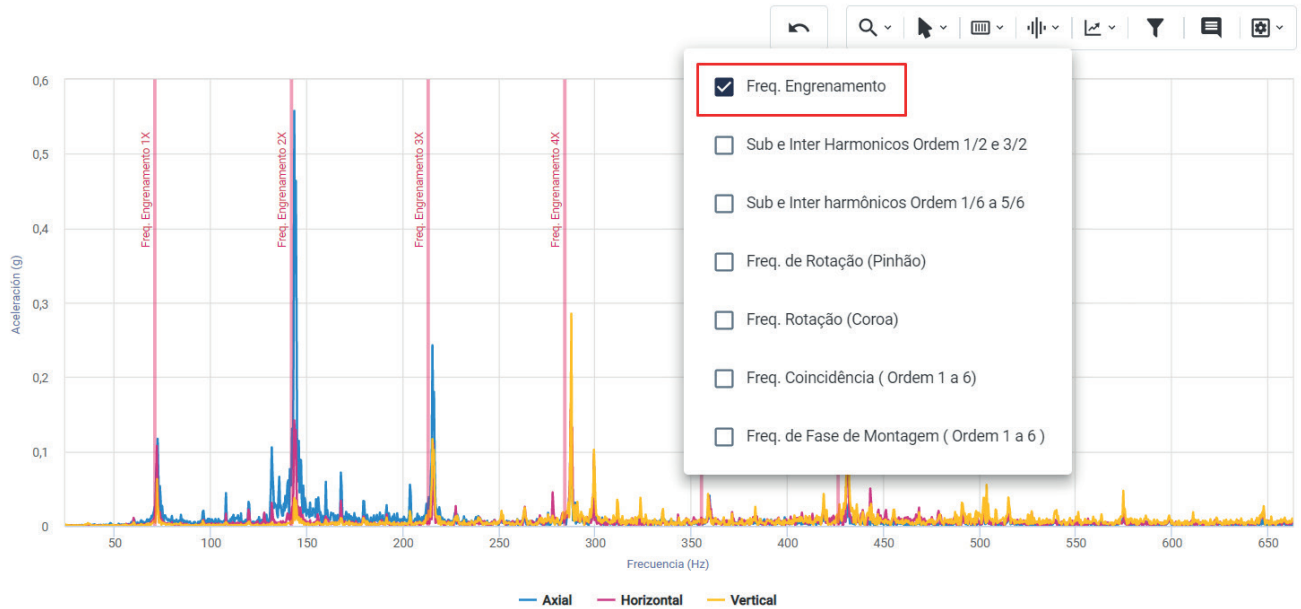 Freq. Engrenamento
Sub e Inter Harmonicos Ordem 1/2 e 3/2
Sub e Inter harmônicos Ordem 1/6 a 5/6
Freq. de Rotação (Pinhão)
Freq. Rotação (Coroa)
Freq. Coincidência ( Ordem 1 a 6)
Freq. de Fase de Montagem ( Ordem 1 a 6 )
0,6
0,5
0,4
0,3
0,2
0,1
0
Aceleración (g)
Freq. Engrenamento 1X
Freq. Engrenamento 2X
Freq. Engrenamento 3X
Freq. Engrenamento 4X
50 100 150 200 250 300 350 400 450 500 550 600 650
Frecuencia (Hz)
Axial Horizontal Vertical